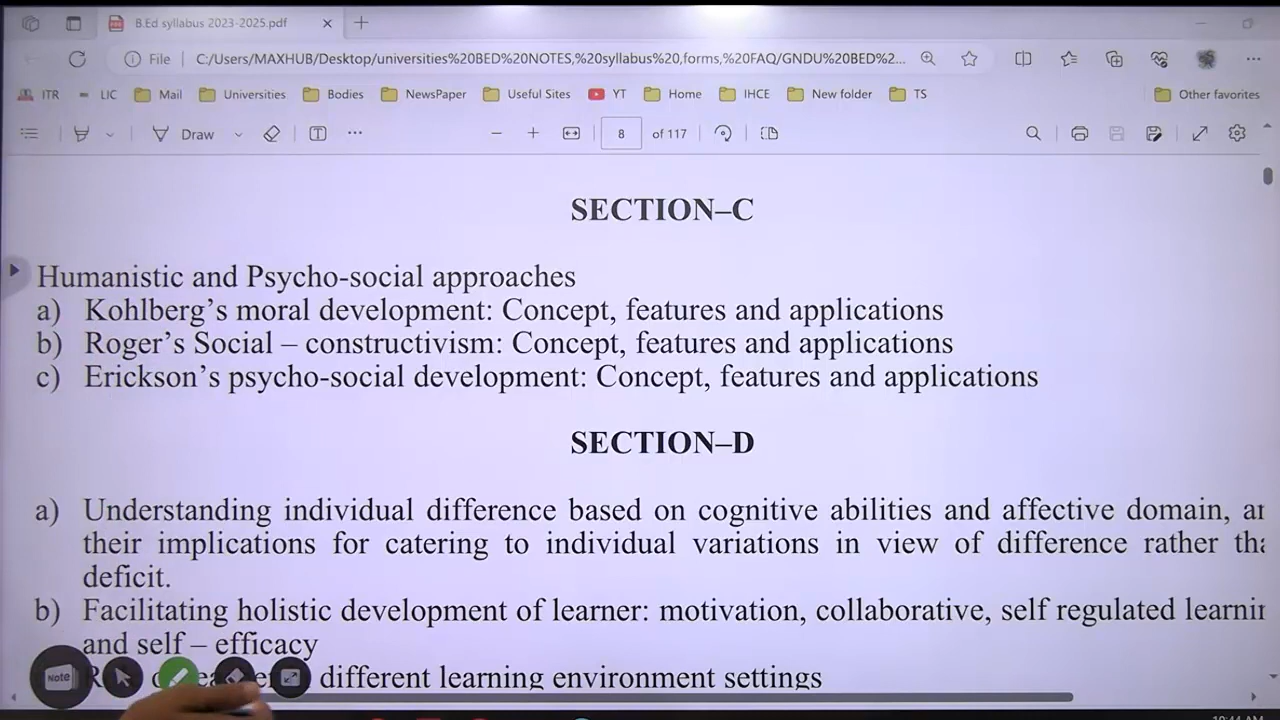 B.Ed syllabus 2023-2025.pdf
File C:/Users/MAXHUB/Desktop/universities%20BED%20NOTES,%20syllabus%20,forms,%20FAQ/GNDU%20BED%2...
ITR LIC Mail Universities Bodies NewsPaper Useful Sites YT Home IHCE New folder TS Other favorites
Draw 8 of 117
SECTION–C
Humanistic and Psycho-social approaches
a) Kohlberg's moral development: Concept, features and applications
b) Roger's Social – constructivism: Concept, features and applications
c) Erickson's psycho-social development: Concept, features and applications
SECTION–D
a) Understanding individual difference based on cognitive abilities and affective domain,
their implications for catering to individual variations in view of difference rather
deficit.
b) Facilitating holistic development of learner: motivation, collaborative, self regulated
and self – efficacy
different learning environment settings
Note